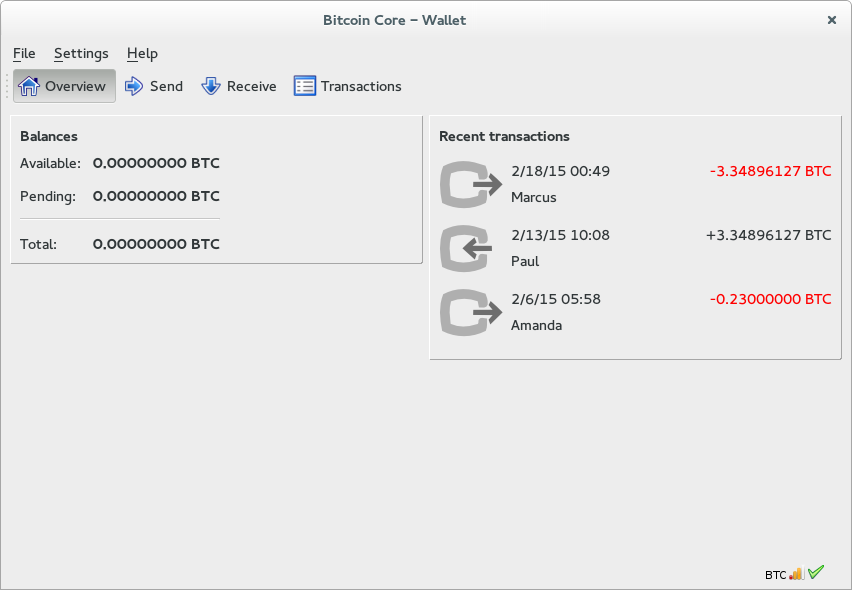 Bitcoin Core – Wallet
File Settings Help
Overview Send Receive Transactions
Balances
Available: 0.00000000 BTC
Pending: 0.00000000 BTC
Total: 0.00000000 BTC
Recent transactions
2/18/15 00:49 -3.34896127 BTC
Marcus
2/13/15 10:08 +3.34896127 BTC
Paul
2/6/15 05:58 -0.23000000 BTC
Amanda
BTC